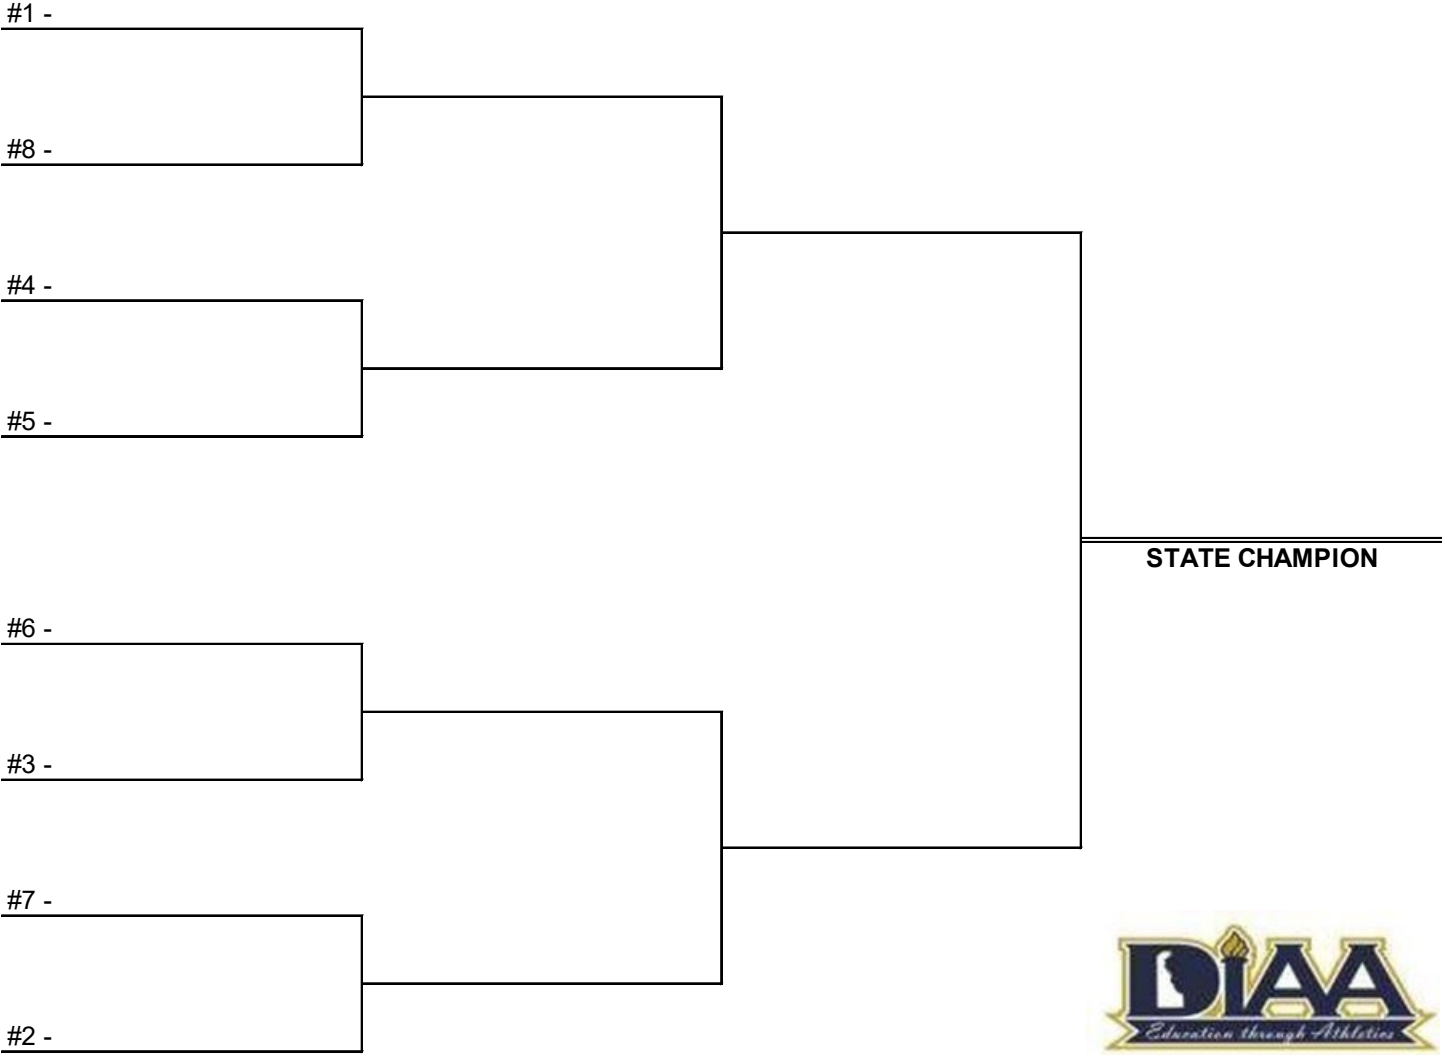 #1 -
#8 -
#4 -
#5 -
STATE CHAMPION
#6 -
#3 -
#7 -
#2 -
DIAA
Education through Athletics